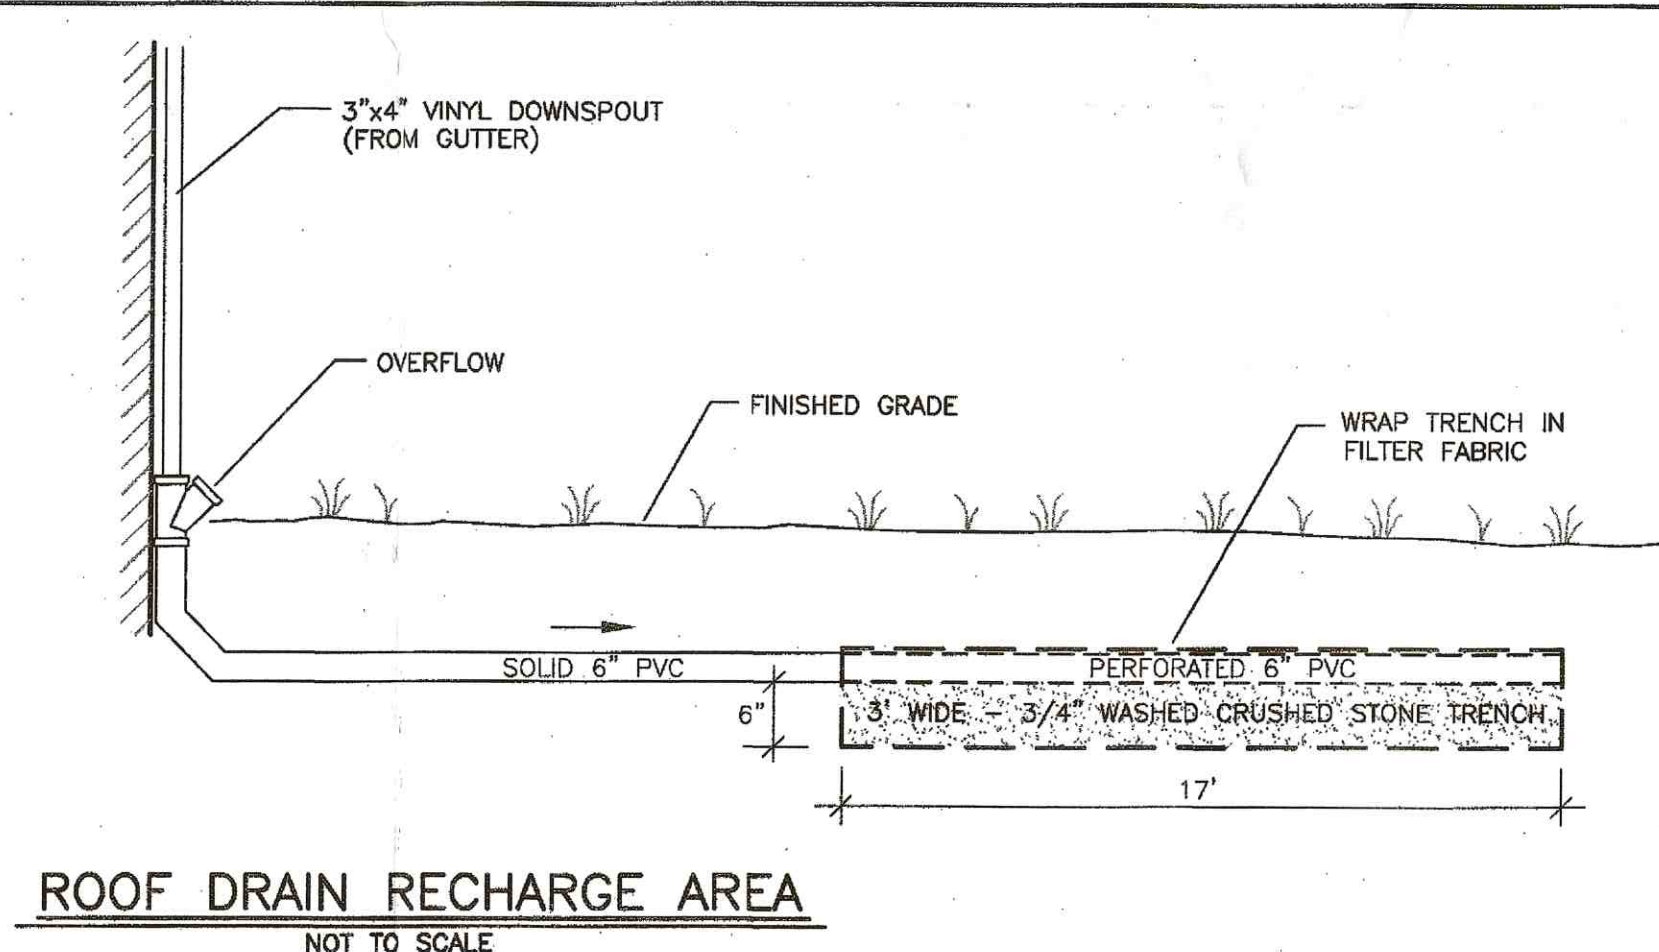 3"x4" VINYL DOWNSPOUT
(FROM GUTTER)
OVERFLOW
FINISHED GRADE
WRAP TRENCH IN
FILTER FABRIC
SOLID 6" PVC
PERFORATED 6" PVC
6"
3' WIDE - 3/4" WASHED CRUSHED STONE TRENCH
17'
ROOF DRAIN RECHARGE AREA
NOT TO SCALE